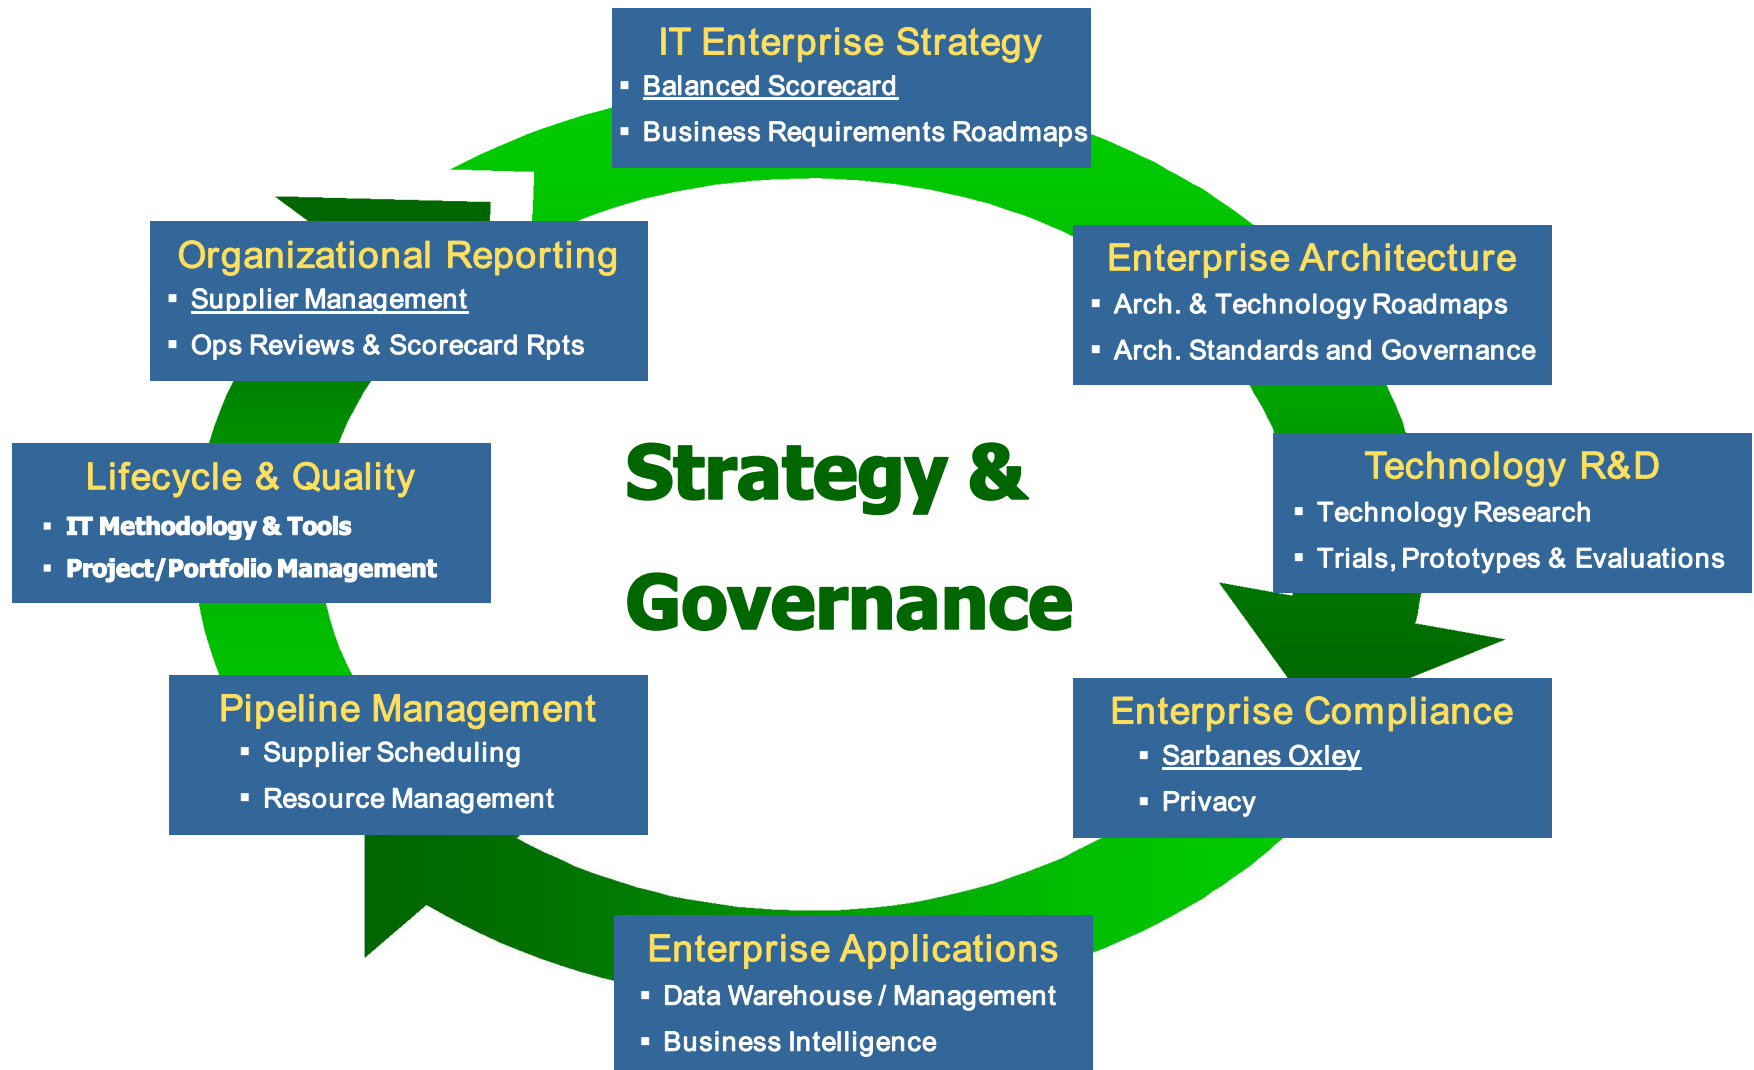 IT Enterprise Strategy
▪ Balanced Scorecard
▪ Business Requirements Roadmaps
Organizational Reporting
▪ Supplier Management
▪ Ops Reviews & Scorecard Rpts
Enterprise Architecture
▪ Arch. & Technology Roadmaps
▪ Arch. Standards and Governance
Lifecycle & Quality
▪ IT Methodology & Tools
▪ Project/Portfolio Management
Strategy &
Governance
Technology R&D
▪ Technology Research
▪ Trials, Prototypes & Evaluations
Pipeline Management
▪ Supplier Scheduling
▪ Resource Management
Enterprise Compliance
▪ Sarbanes Oxley
▪ Privacy
Enterprise Applications
▪ Data Warehouse / Management
▪ Business Intelligence